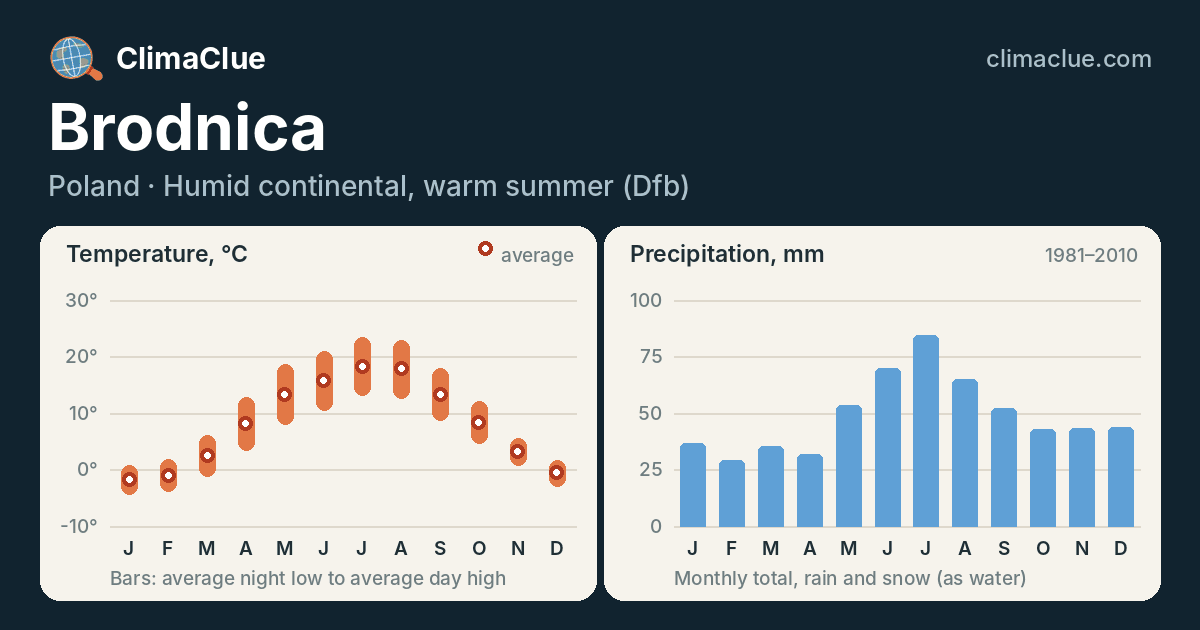 ClimaClue
climaclue.com
Brodnica
Poland · Humid continental, warm summer (Dfb)
Temperature, °C
average
30°
20°
10°
0°
-10°
J F M A M J J A S O N D
Bars: average night low to average day high
Precipitation, mm
1981–2010
100
75
50
25
0
J F M A M J J A S O N D
Monthly total, rain and snow (as water)